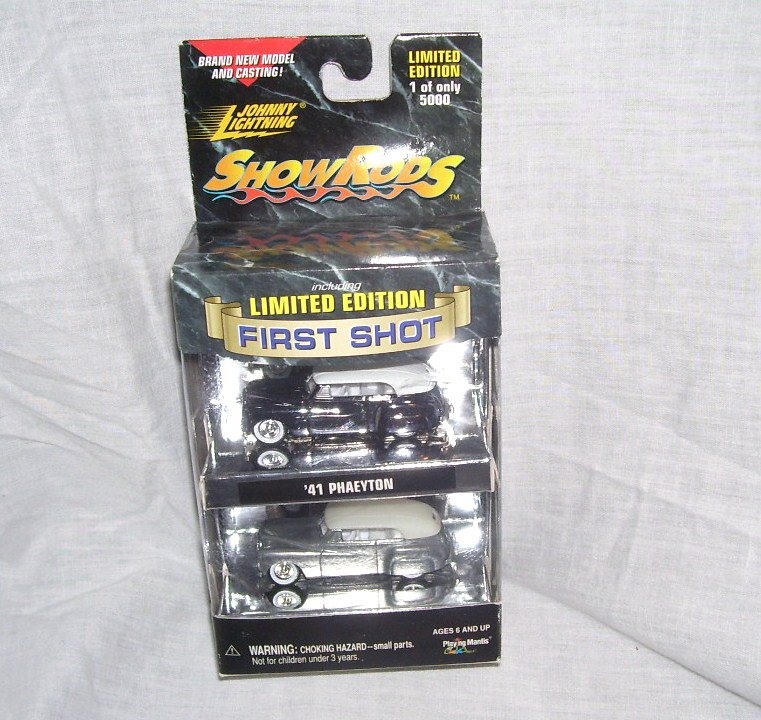 BRAND NEW MODEL
AND CASTING!
LIMITED
EDITION
1 of only
5000
JOHNNY
LIGHTNING®
SHOWRODS
TM
including
LIMITED EDITION
FIRST SHOT
'41 PHAEYTON
AGES 6 AND UP
WARNING: CHOKING HAZARD--small parts.
Not for children under 3 years.
Playing Mantis